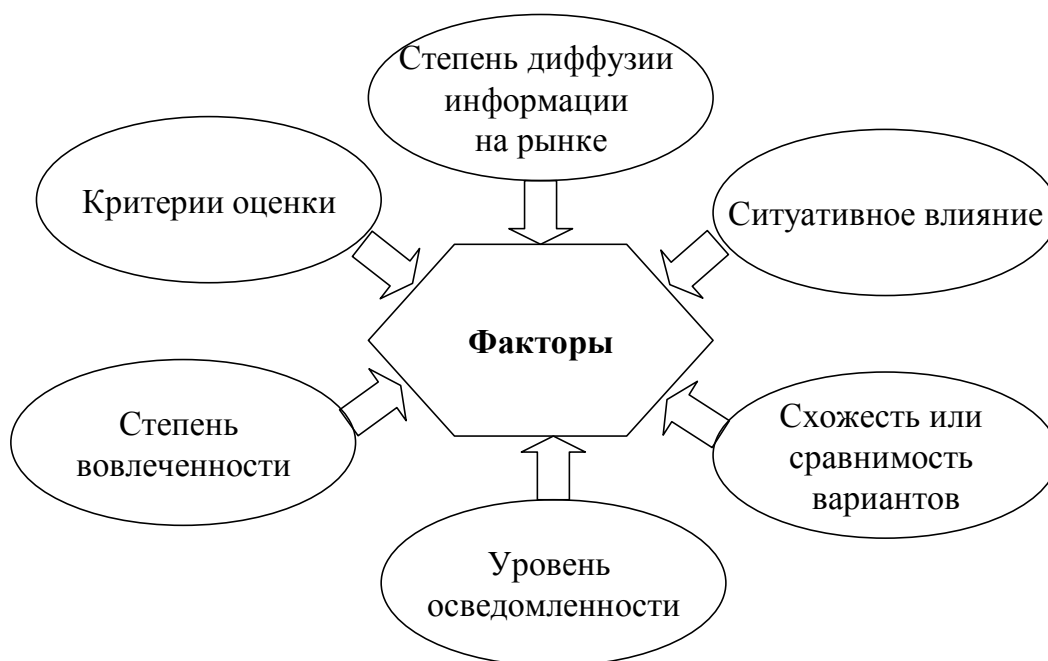 Степень диффузии
информации
на рынке
Критерии оценки
Ситуативное влияние
Факторы
Степень
вовлеченности
Схожесть или
сравнимость
вариантов
Уровень
осведомленности